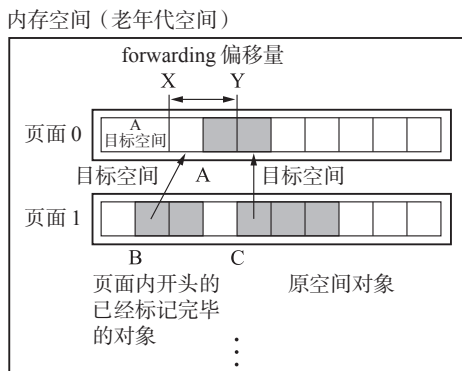 内存空间（老年代空间）
forwarding 偏移量
X
Y
页面 0
A
目标空间
目标空间
A
目标空间
页面 1
B
C
页面内开头的
已经标记完毕
的对象
原空间对象